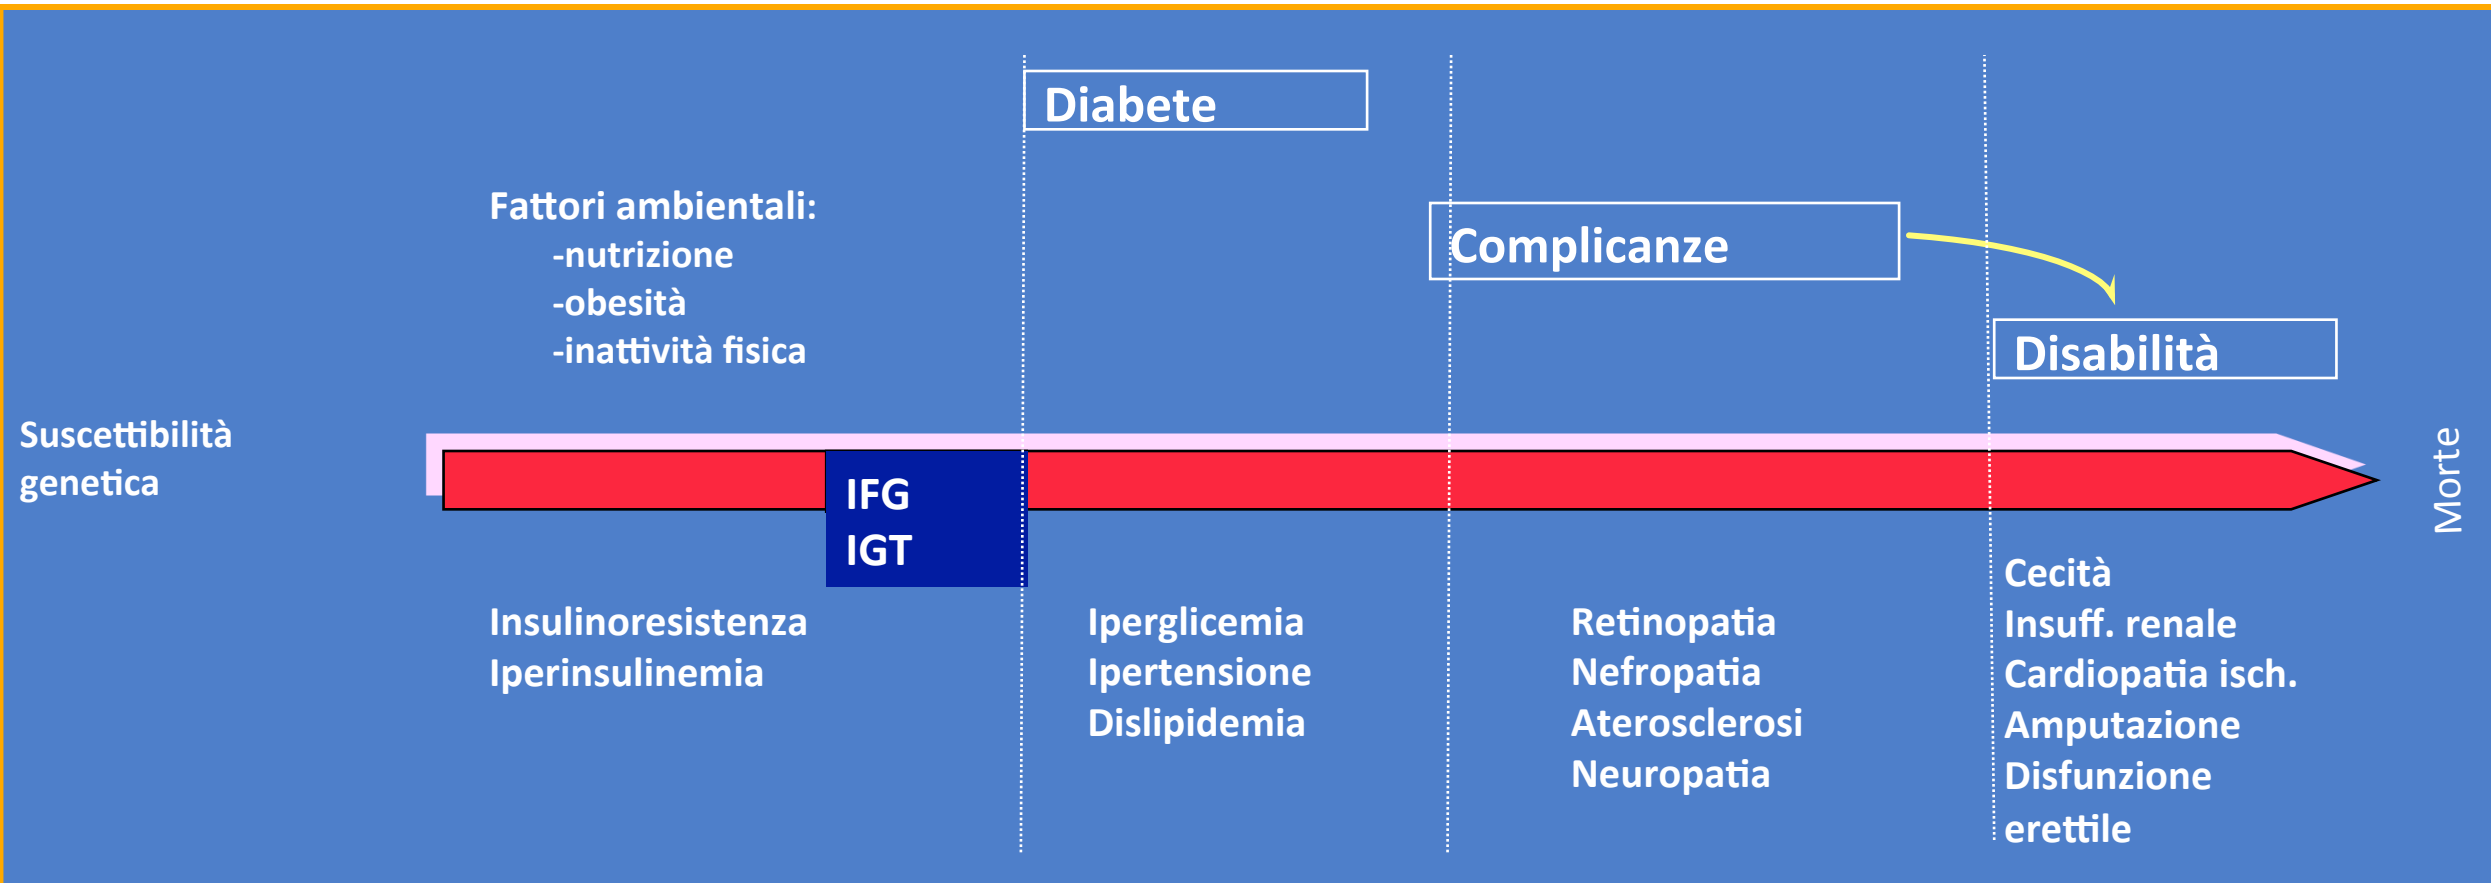 Diabete
Fattori ambientali:
-nutrizione
-obesità
-inattività fisica
Complicanze
Disabilità
Suscettibilità
genetica
IFG
IGT
Morte
Insulinoresistenza
Iperinsulinemia
Iperglicemia
Ipertensione
Dislipidemia
Retinopatia
Nefropatia
Aterosclerosi
Neuropatia
Cecità
Insuff. renale
Cardiopatia isch.
Amputazione
Disfunzione
erettile